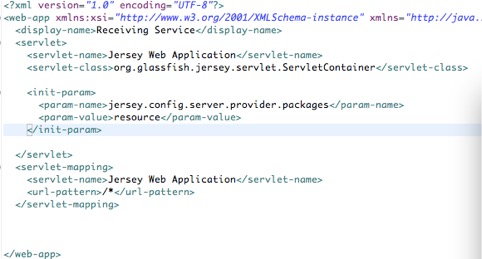 <?xml version="1.0" encoding="UTF-8"?>
<web-app xmlns:xsi="http://www.w3.org/2001/XMLSchema-instance" xmlns="http://java.
<display-name>Receiving Service</display-name>
<servlet>
<servlet-name>Jersey Web Application</servlet-name>
<servlet-class>org.glassfish.jersey.servlet.ServletContainer</servlet-class>
<init-param>
<param-name>jersey.config.server.provider.packages</param-name>
<param-value>resource</param-value>
</init-param>
</servlet>
<servlet-mapping>
<servlet-name>Jersey Web Application</servlet-name>
<url-pattern>/*</url-pattern>
</servlet-mapping>
</web-app>